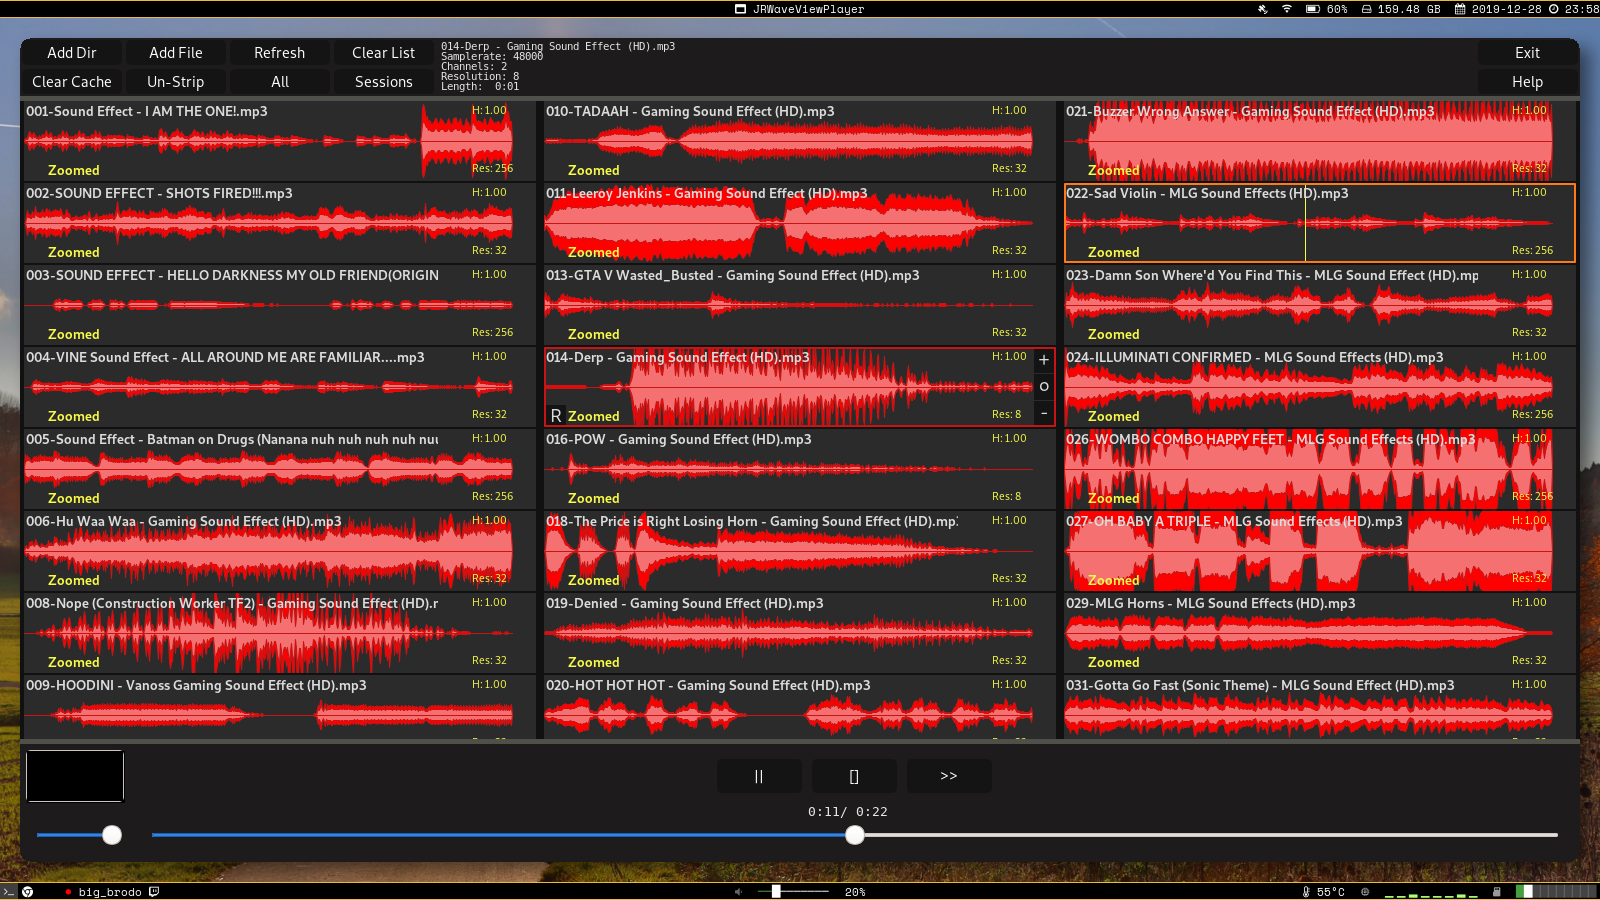 JRWaveViewPlayer
60% 159.48 GB 2019-12-28 23:58
Add Dir Add File Refresh Clear List
Clear Cache Un-Strip All Sessions
014-Derp - Gaming Sound Effect (HD).mp3
Samplerate: 48000
Channels: 2
Resolution: 8
Length: 0:01
Exit
Help
001-Sound Effect - I AM THE ONE!.mp3 H:1.00
Zoomed Res:256
002-SOUND EFFECT - SHOTS FIRED!!!.mp3 H:1.00
Zoomed Res:32
003-SOUND EFFECT - HELLO DARKNESS MY OLD FRIEND(ORIGIN H:1.00
Zoomed Res:256
004-VINE Sound Effect - ALL AROUND ME ARE FAMILIAR....mp3 H:1.00
Zoomed Res:32
005-Sound Effect - Batman on Drugs (Nanana nuh nuh nuh nuh nuu H:1.00
Zoomed Res:256
006-Hu Waa Waa - Gaming Sound Effect (HD).mp3 H:1.00
Zoomed Res:32
008-Nope (Construction Worker TF2) - Gaming Sound Effect (HD).r H:1.00
Zoomed Res:32
009-HOODINI - Vanoss Gaming Sound Effect (HD).mp3 H:1.00
010-TADAAH - Gaming Sound Effect (HD).mp3 H:1.00
Zoomed Res:32
011-Leeroy Jenkins - Gaming Sound Effect (HD).mp3 H:1.00
Zoomed Res:32
013-GTA V Wasted_Busted - Gaming Sound Effect (HD).mp3 H:1.00
Zoomed Res:32
014-Derp - Gaming Sound Effect (HD).mp3 H:1.00 +
o
R Zoomed Res:8 -
016-POW - Gaming Sound Effect (HD).mp3 H:1.00
Zoomed Res:8
018-The Price is Right Losing Horn - Gaming Sound Effect (HD).mp: H:1.00
Zoomed Res:32
019-Denied - Gaming Sound Effect (HD).mp3 H:1.00
Zoomed Res:32
020-HOT HOT HOT - Gaming Sound Effect (HD).mp3 H:1.00
021-Buzzer Wrong Answer - Gaming Sound Effect (HD).mp3 H:1.00
Zoomed Res:32
022-Sad Violin - MLG Sound Effects (HD).mp3 H:1.00
Zoomed Res:256
023-Damn Son Where'd You Find This - MLG Sound Effect (HD).mp H:1.00
Zoomed Res:32
024-ILLUMINATI CONFIRMED - MLG Sound Effects (HD).mp3 H:1.00
Zoomed Res:256
026-WOMBO COMBO HAPPY FEET - MLG Sound Effects (HD).mp3 H:1.00
Zoomed Res:256
027-OH BABY A TRIPLE - MLG Sound Effects (HD).mp3 H:1.00
Zoomed Res:32
029-MLG Horns - MLG Sound Effects (HD).mp3 H:1.00
Zoomed Res:32
031-Gotta Go Fast (Sonic Theme) - MLG Sound Effect (HD).mp3 H:1.00
|| [] >>
0:11/ 0:22
big_brodo 20% 55°C